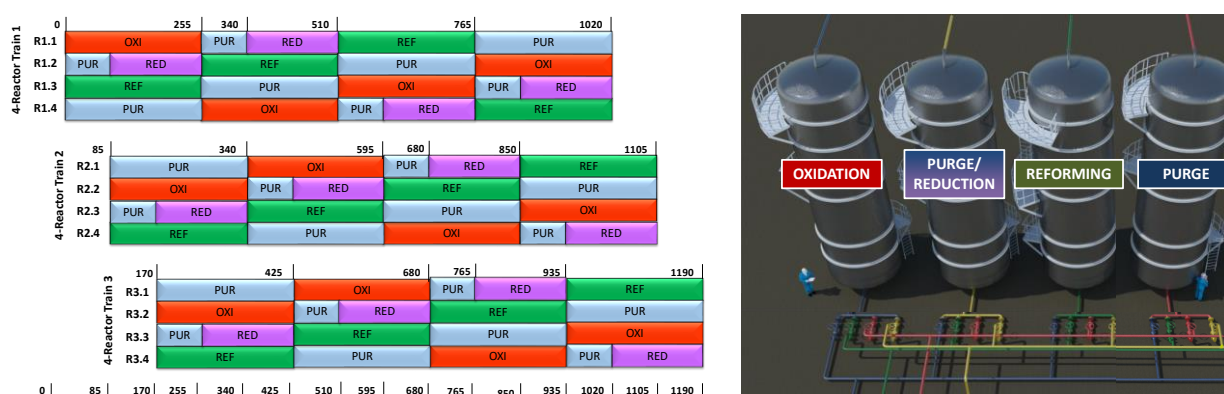 0 255 340 510 765 1020
4-Reactor Train 1
R1.1 OXI PUR RED REF PUR
R1.2 PUR RED REF PUR OXI
R1.3 REF PUR OXI PUR RED
R1.4 PUR OXI PUR RED REF
85 340 595 680 850 1105
4-Reactor Train 2
R2.1 PUR OXI PUR RED REF
R2.2 OXI PUR RED REF PUR
R2.3 PUR RED REF PUR OXI
R2.4 REF PUR OXI PUR RED
170 425 680 765 935 1190
4-Reactor Train 3
R3.1 PUR OXI PUR RED REF
R3.2 OXI PUR RED REF PUR
R3.3 PUR RED REF PUR OXI
R3.4 REF PUR OXI PUR RED
0 85 170 255 340 425 510 595 680 765 850 935 1020 1105 1190
OXIDATION
PURGE/
REDUCTION
REFORMING
PURGE